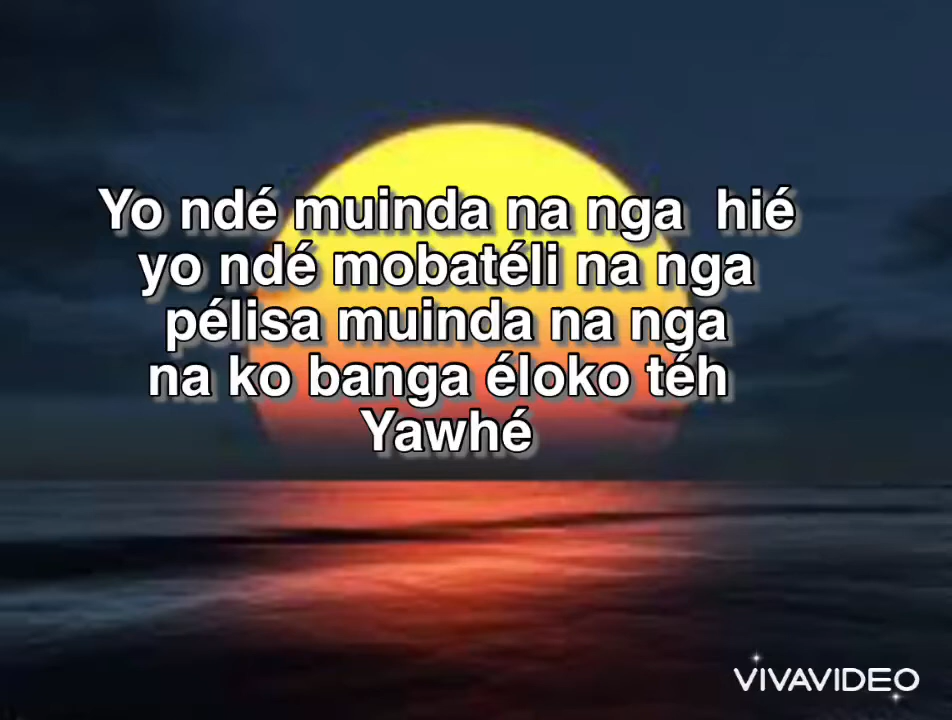 Yo ndé muinda na nga hié
yo ndé mobatéli na nga
pélisa muinda na nga
na ko banga éloko téh
Yawhé
VIVAVIDEO